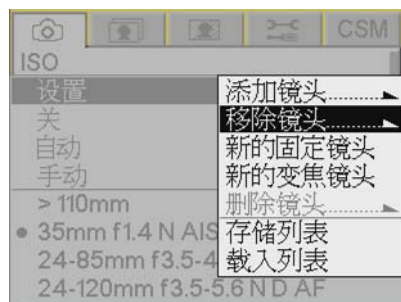 CSM
ISO
设置
关
自动
手动
> 110mm
35mm f1.4 N AIS
24-85mm f3.5-4
24-120mm f3.5-5.6 N D AF
添加镜头.........
移除镜头.........
新的固定镜头
新的变焦镜头
删除镜头.........
存储列表
载入列表